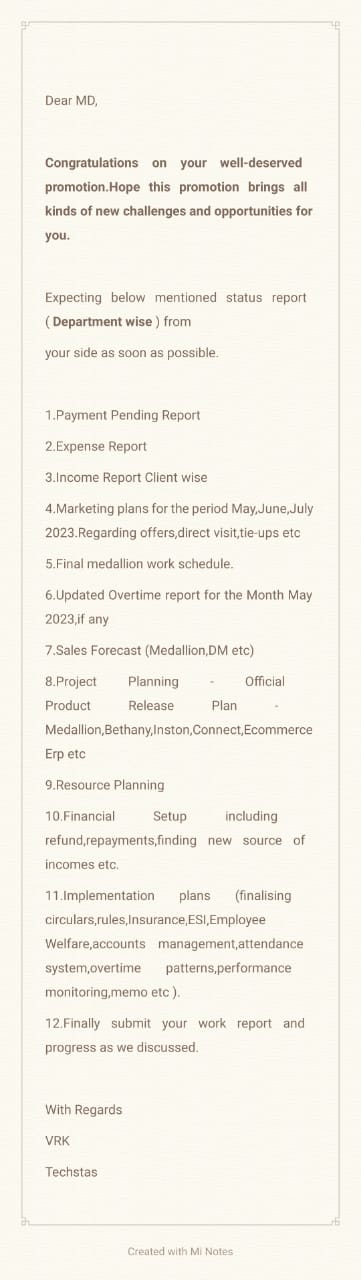 Dear MD,
Congratulations on your well-deserved
promotion.Hope this promotion brings all
kinds of new challenges and opportunities for
you.
Expecting below mentioned status report
( Department wise ) from
your side as soon as possible.
1.Payment Pending Report
2.Expense Report
3.Income Report Client wise
4.Marketing plans for the period May,June,July
2023.Regarding offers,direct visit,tie-ups etc
5.Final medallion work schedule.
6.Updated Overtime report for the Month May
2023,if any
7.Sales Forecast (Medallion,DM etc)
8.Project Planning - Official
Product Release Plan -
Medallion,Bethany,Inston,Connect,Ecommerce
Erp etc
9.Resource Planning
10.Financial Setup including
refund,repayments,finding new source of
incomes etc.
11.Implementation plans (finalising
circulars,rules,Insurance,ESI,Employee
Welfare,accounts management,attendance
system,overtime patterns,performance
monitoring,memo etc ).
12.Finally submit your work report and
progress as we discussed.
With Regards
VRK
Techstas
Created with Mi Notes